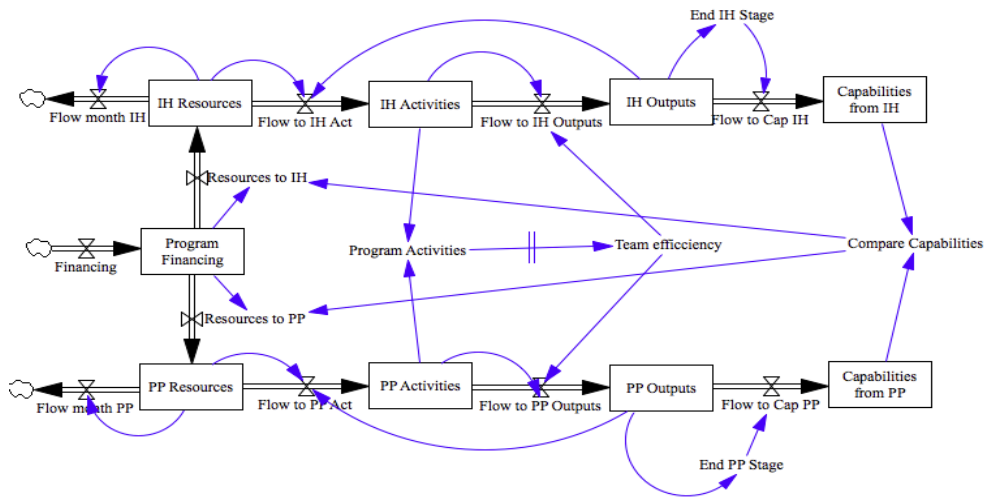 End IH Stage
IH Resources
IH Activities
IH Outputs
Capabilities
from IH
Flow month IH
Flow to IH Act
Flow to IH Outputs
Flow to Cap IH
Resources to IH
Program
Financing
Financing
Program Activities
Team efficciency
Compare Capabilities
Resources to PP
PP Resources
PP Activities
PP Outputs
Capabilities
from PP
Flow month PP
Flow to PP Act
Flow to PP Outputs
Flow to Cap PP
End PP Stage